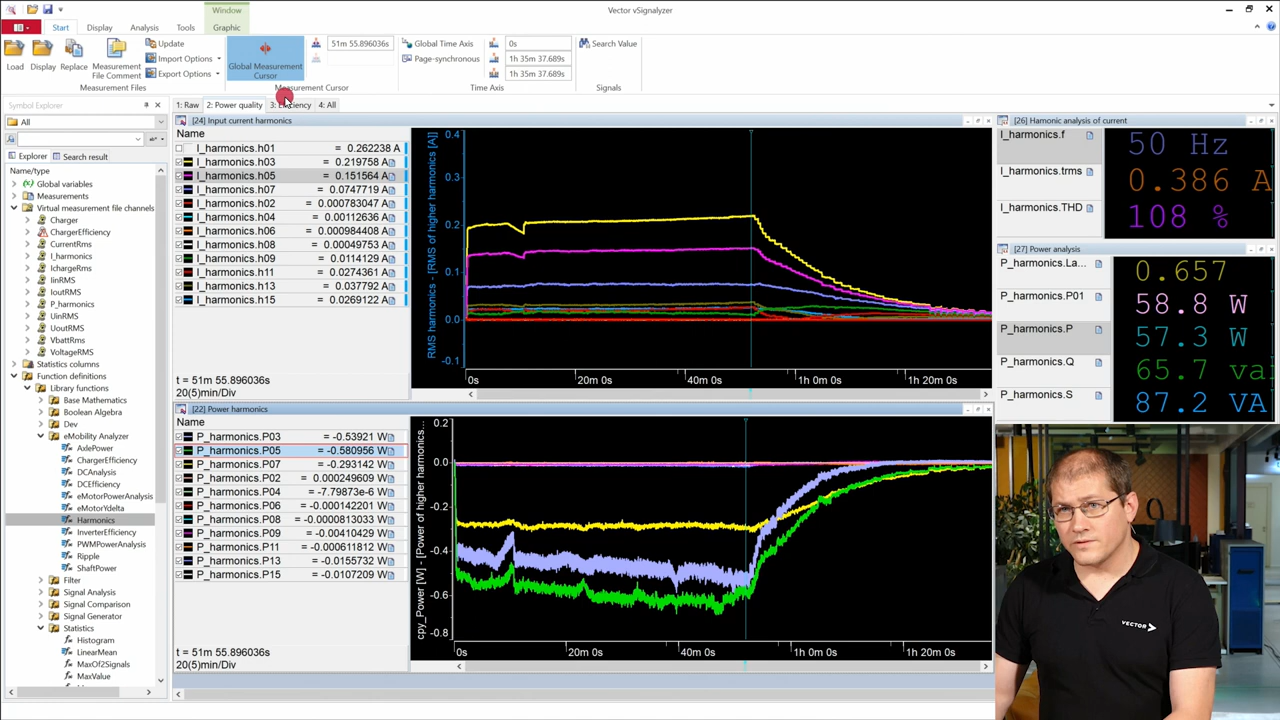 Window
Vector vSignalyzer
Start
Display
Analysis
Tools
Graphic
Load
Display
Replace
Measurement
File Comment
Update
Import Options
Export Options
Measurement Files
Global Measurement
Cursor
51m 55.896036s
Measurement Cursor
Global Time Axis
Page-synchronous
0s
1h 35m 37.689s
1h 35m 37.689s
Time Axis
Search Value
Signals
Symbol Explorer
All
Explorer
Search result
Name/type
Global variables
Measurements
Virtual measurement file channels
Charger
ChargerEfficiency
CurrentRms
I_harmonics
IchargeRms
IinRMS
IoutRMS
P_harmonics
UinRMS
UoutRMS
VbattRMS
VoltageRMS
Statistics columns
Function definitions
Library functions
Base Mathematics
Boolean Algebra
Dev
eMobility Analyzer
AxlePower
ChargerEfficiency
DCAnalysis
DCEfficiency
eMotorPowerAnalysis
eMotorYdelta
Harmonics
InverterEfficiency
PWMPowerAnalysis
Ripple
ShaftPower
Filter
Signal Analysis
Signal Comparison
Signal Generator
Statistics
Histogram
LinearMean
MaxOf2Signals
MaxValue
1: Raw
2: Power quality
3: Efficiency
4: All
[24] Input current harmonics
Name
I_harmonics.h01 = 0.262238 A
I_harmonics.h03 = 0.219758 A
I_harmonics.h05 = 0.151564 A
I_harmonics.h07 = 0.0747719 A
I_harmonics.h02 = 0.000783047 A
I_harmonics.h04 = 0.00112636 A
I_harmonics.h06 = 0.000984408 A
I_harmonics.h08 = 0.00049753 A
I_harmonics.h09 = 0.0114519 A
I_harmonics.h11 = 0.0274361 A
I_harmonics.h13 = 0.037792 A
I_harmonics.h15 = 0.0269122 A
t = 51m 55.896036s
20(5)min/Div
RMS harmonics - [RMS of higher harmonics [A]]
0.4
0.3
0.2
0.1
0.0
-0.1
0s
20m 0s
40m 0s
1h 0m 0s
1h 20m 0s
[22] Power harmonics
Name
P_harmonics.P03 = -0.53921 W
P_harmonics.P05 = -0.580956 W
P_harmonics.P07 = -0.293142 W
P_harmonics.P02 = 0.000249609 W
P_harmonics.P04 = -7.79873e-6 W
P_harmonics.P06 = -0.000142206 W
P_harmonics.P08 = -0.0000813033 W
P_harmonics.P09 = -0.00410429 W
P_harmonics.P11 = -0.000611812 W
P_harmonics.P13 = -0.0155732 W
P_harmonics.P15 = -0.0107209 W
t = 51m 55.896036s
20(5)min/Div
cpy_Power [W] - [Power of higher harmonics...
0.2
0.0
-0.2
-0.4
-0.6
-0.8
0s
20m 0s
40m 0s
1h 0m 0s
1h 20m 0s
[26] Hamonic analysis of current
I_harmonics.f
50 Hz
I_harmonics.trms
0.386 A
I_harmonics.THD
108 %
[27] Power analysis
P_harmonics.La...
0.657
P_harmonics.P01
58.8 W
P_harmonics.P
57.3 W
P_harmonics.Q
65.7 va
P_harmonics.S
87.2 VA
VECTOR